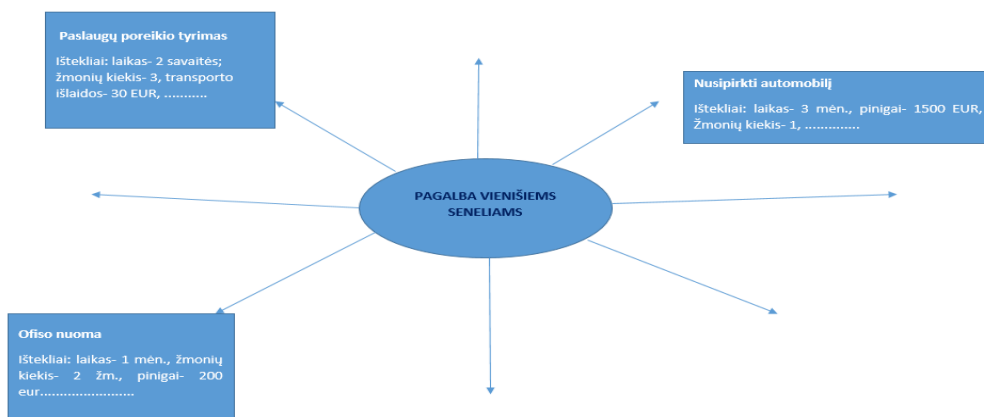 Paslaugų poreikio tyrimas
Ištekliai: laikas- 2 savaitės;
žmonių kiekis- 3, transporto
išlaidos- 30 EUR, ...........
Nusipirkti automobilį
Ištekliai: laikas- 3 mėn., pinigai- 1500 EUR,
Žmonių kiekis- 1, ..............
PAGALBA VIENIŠIEMS
SENELIAMS
Ofiso nuoma
Ištekliai: laikas- 1 mėn., žmonių
kiekis- 2 žm., pinigai- 200
eur........................